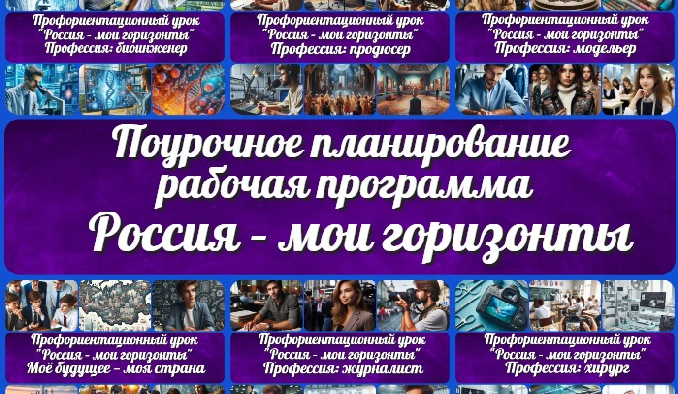 Профориентационный урок
"Россия – мои горизонты"
Профессия: биоинженер
Профориентационный урок
"Россия – мои горизонты"
Профессия: продюсер
Профориентационный урок
"Россия – мои горизонты"
Профессия: модельер
Поурочное планирование
рабочая программа
Россия – мои горизонты
Профориентационный урок
"Россия – мои горизонты"
Моё будущее – моя страна
Профориентационный урок
"Россия – мои горизонты"
Профессия: журналист
Профориентационный урок
"Россия – мои горизонты"
Профессия: хирург